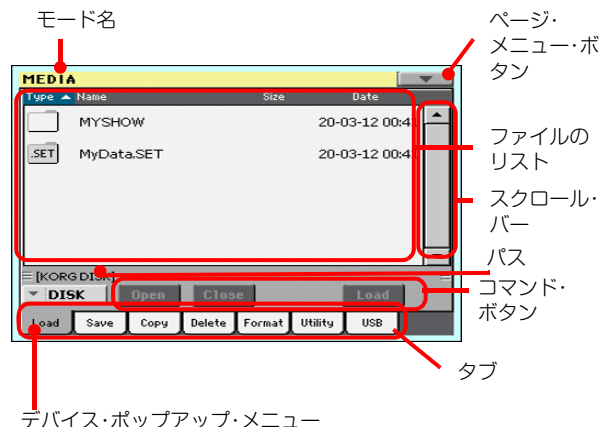 モード名
ページ・
メニュー・ボ
タン
MEDIA
Type Name Size Date
MYSHOW 20-03-12 00:41
.SET MyData.SET 20-03-12 00:41
ファイルの
リスト
スクロール・
バー
[KORG DISK]
パス
DISK Open Close Load
コマンド・
ボタン
Load Save Copy Delete Format Utility USB
タブ
デバイス・ポップアップ・メニュー